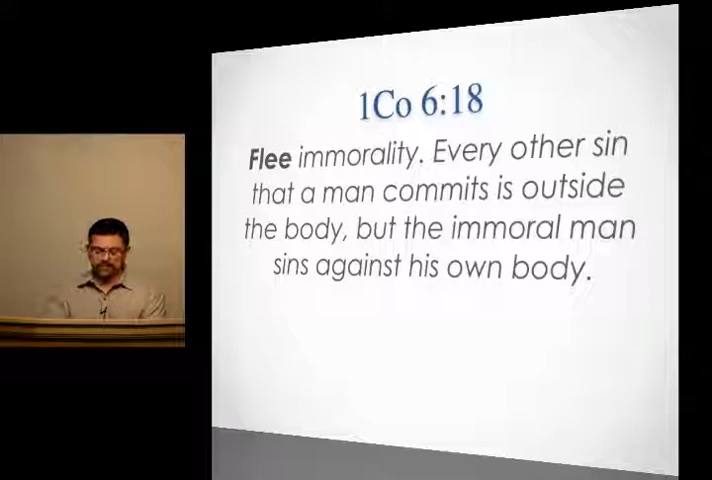 1Co 6:18
Flee immorality. Every other sin
that a man commits is outside
the body, but the immoral man
sins against his own body.